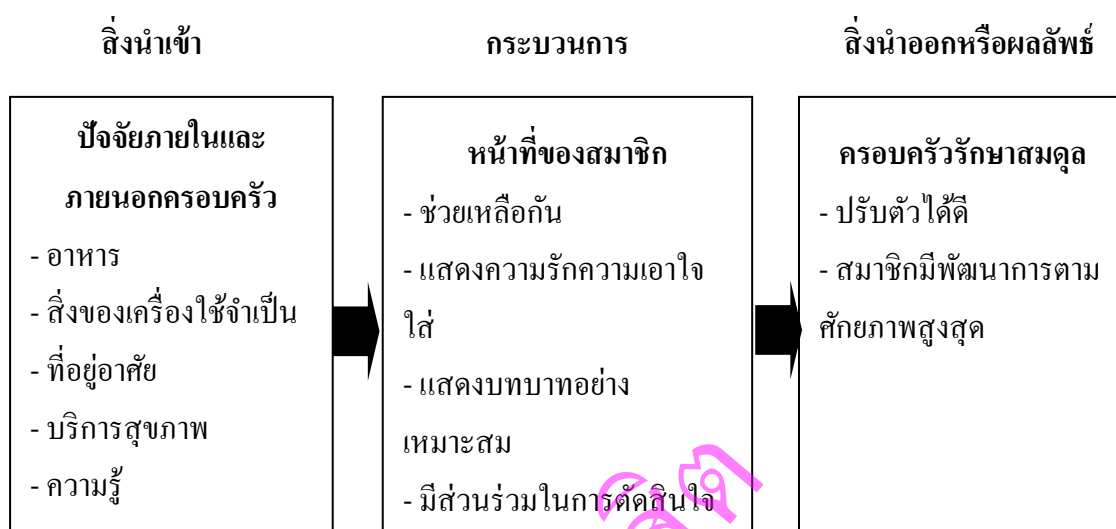 สิ่งนำเข้า
กระบวนการ
สิ่งนำออกหรือผลลัพธ์
ปัจจัยภายในและ
ภายนอกครอบครัว
- อาหาร
- สิ่งของเครื่องใช้จำเป็น
- ที่อยู่อาศัย
- บริการสุขภาพ
- ความรู้
หน้าที่ของสมาชิก
- ช่วยเหลือกัน
- แสดงความรักความเอาใจ
ใส่
- แสดงบทบาทอย่าง
เหมาะสม
- มีส่วนร่วมในการตัดสินใจ
ครอบครัวรักษาสมดุล
- ปรับตัวได้ดี
- สมาชิกมีพัฒนาการตาม
ศักยภาพสูงสุด